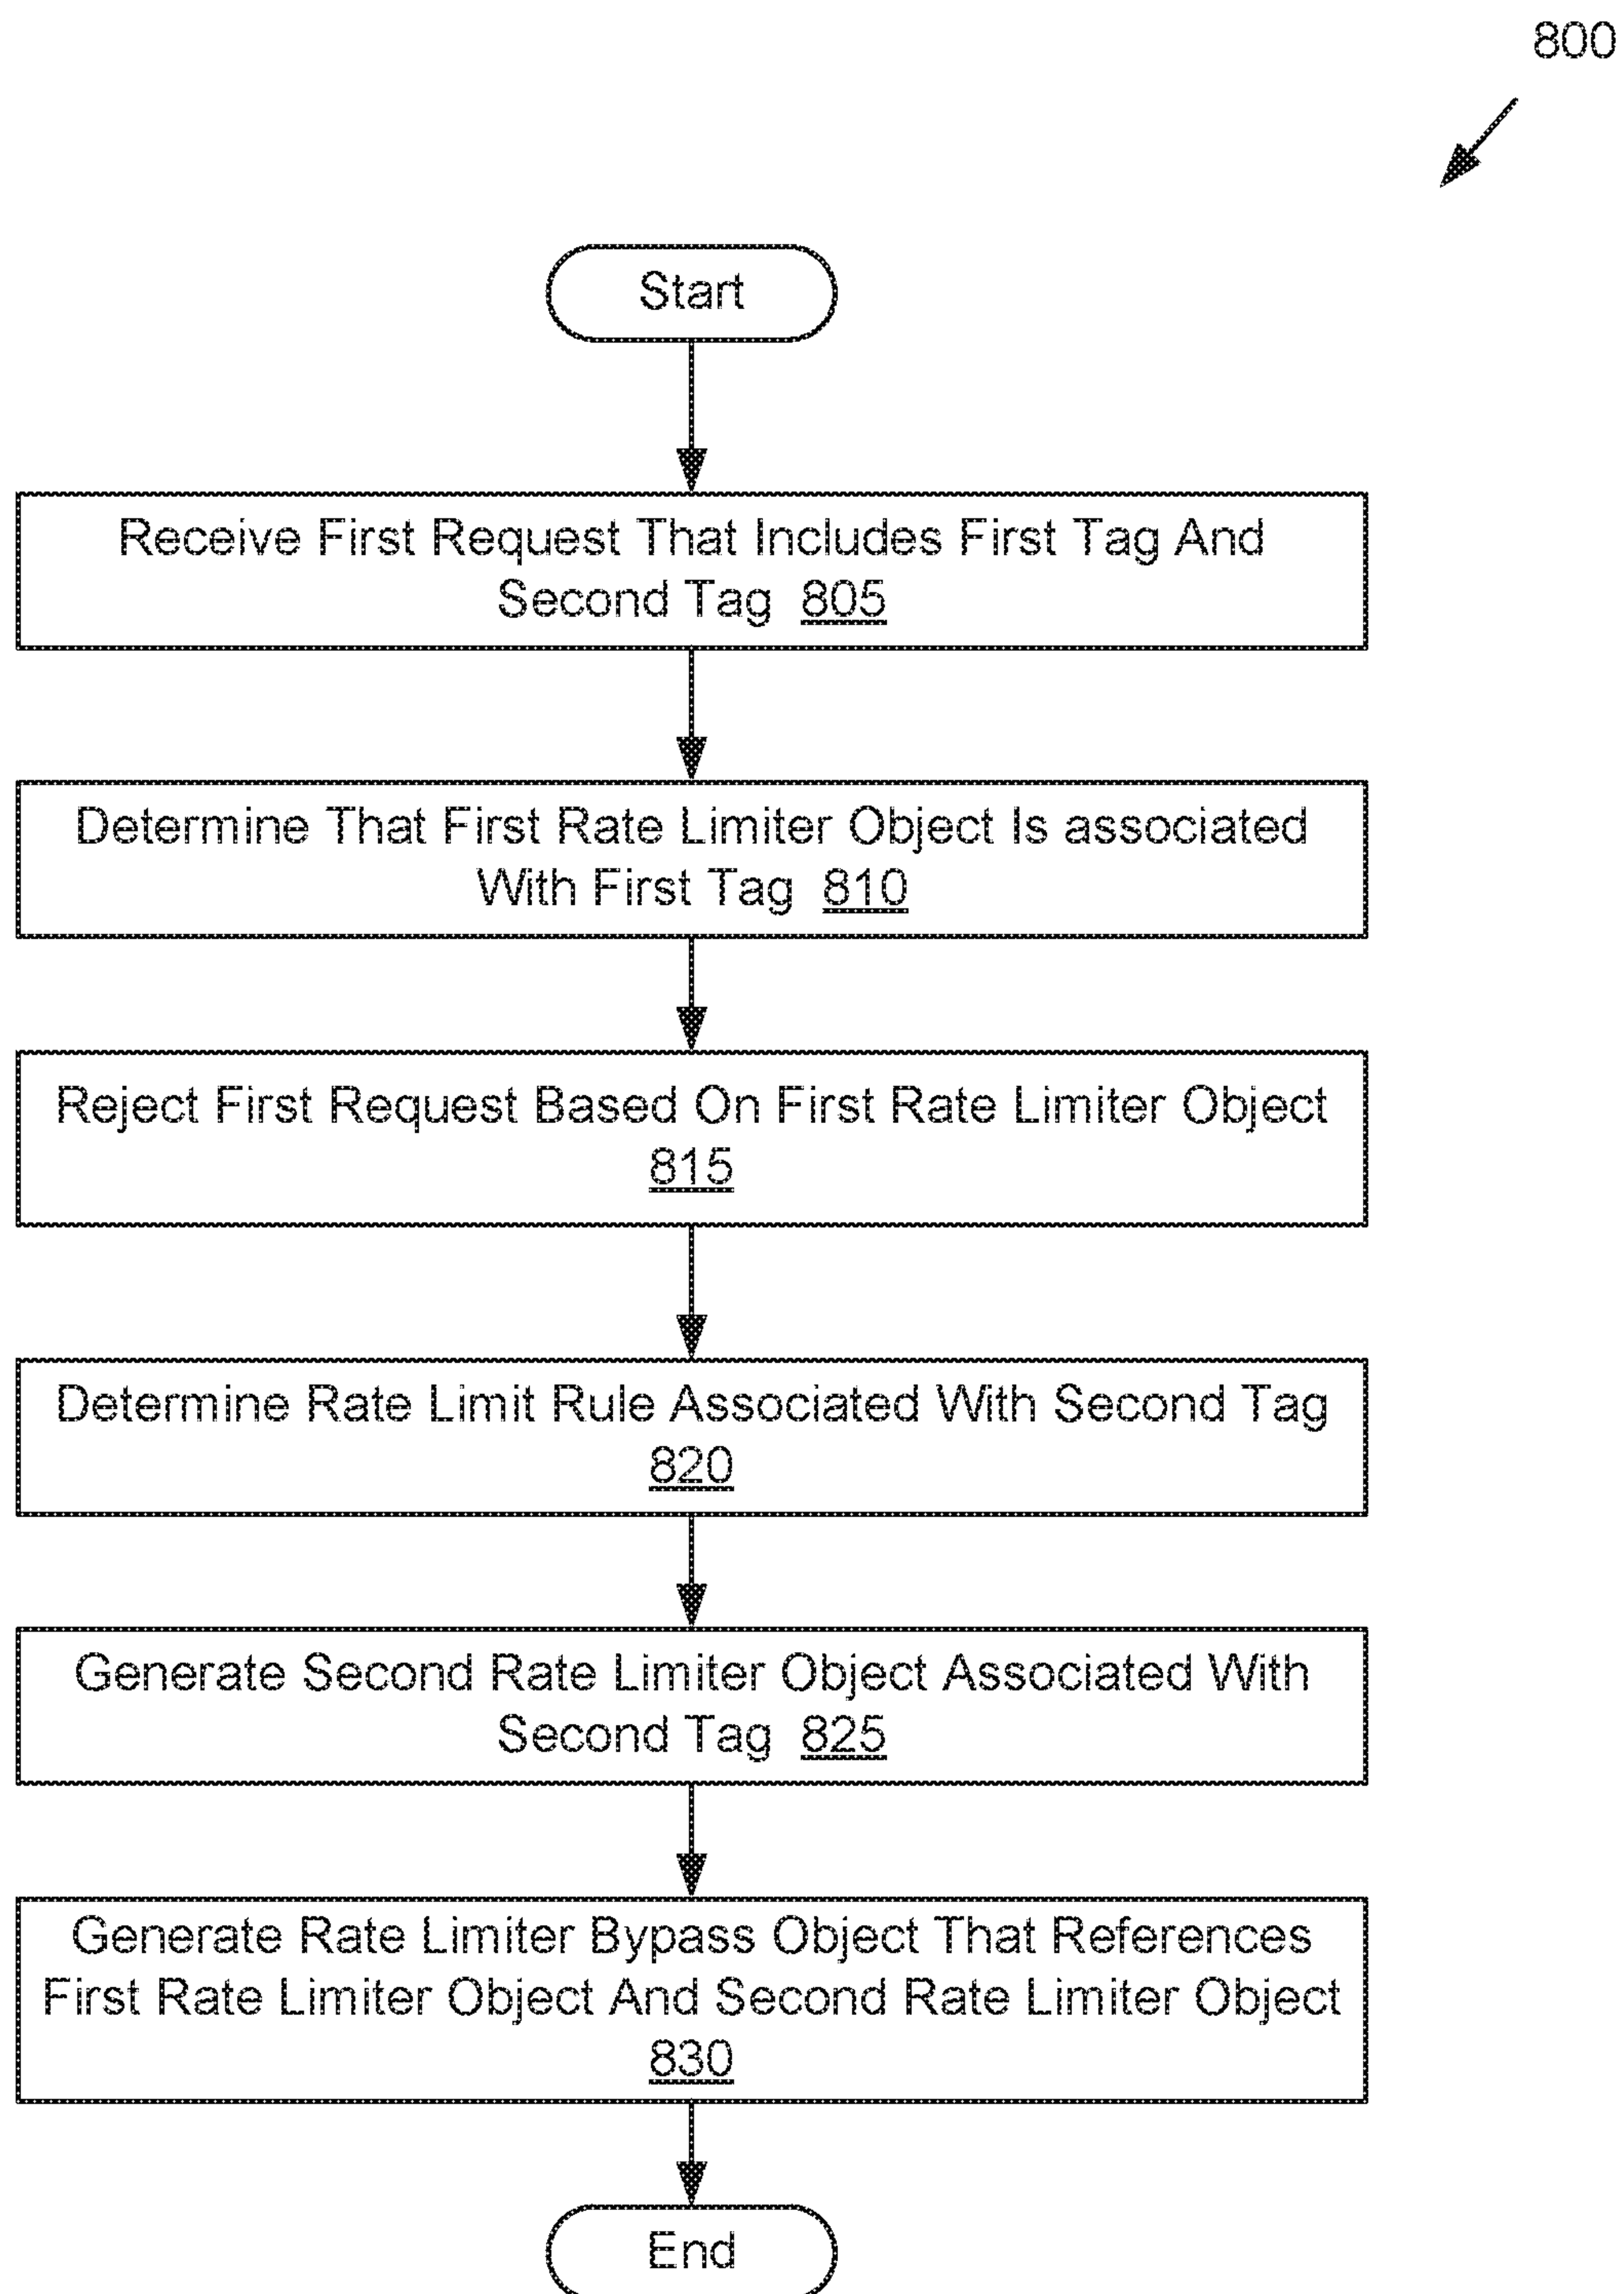 800
Start
Receive First Request That Includes First Tag And
Second Tag 805
Determine That First Rate Limiter Object Is associated
With First Tag 810
Reject First Request Based On First Rate Limiter Object
815
Determine Rate Limit Rule Associated With Second Tag
820
Generate Second Rate Limiter Object Associated With
Second Tag 825
Generate Rate Limiter Bypass Object That References
First Rate Limiter Object And Second Rate Limiter Object
830
End